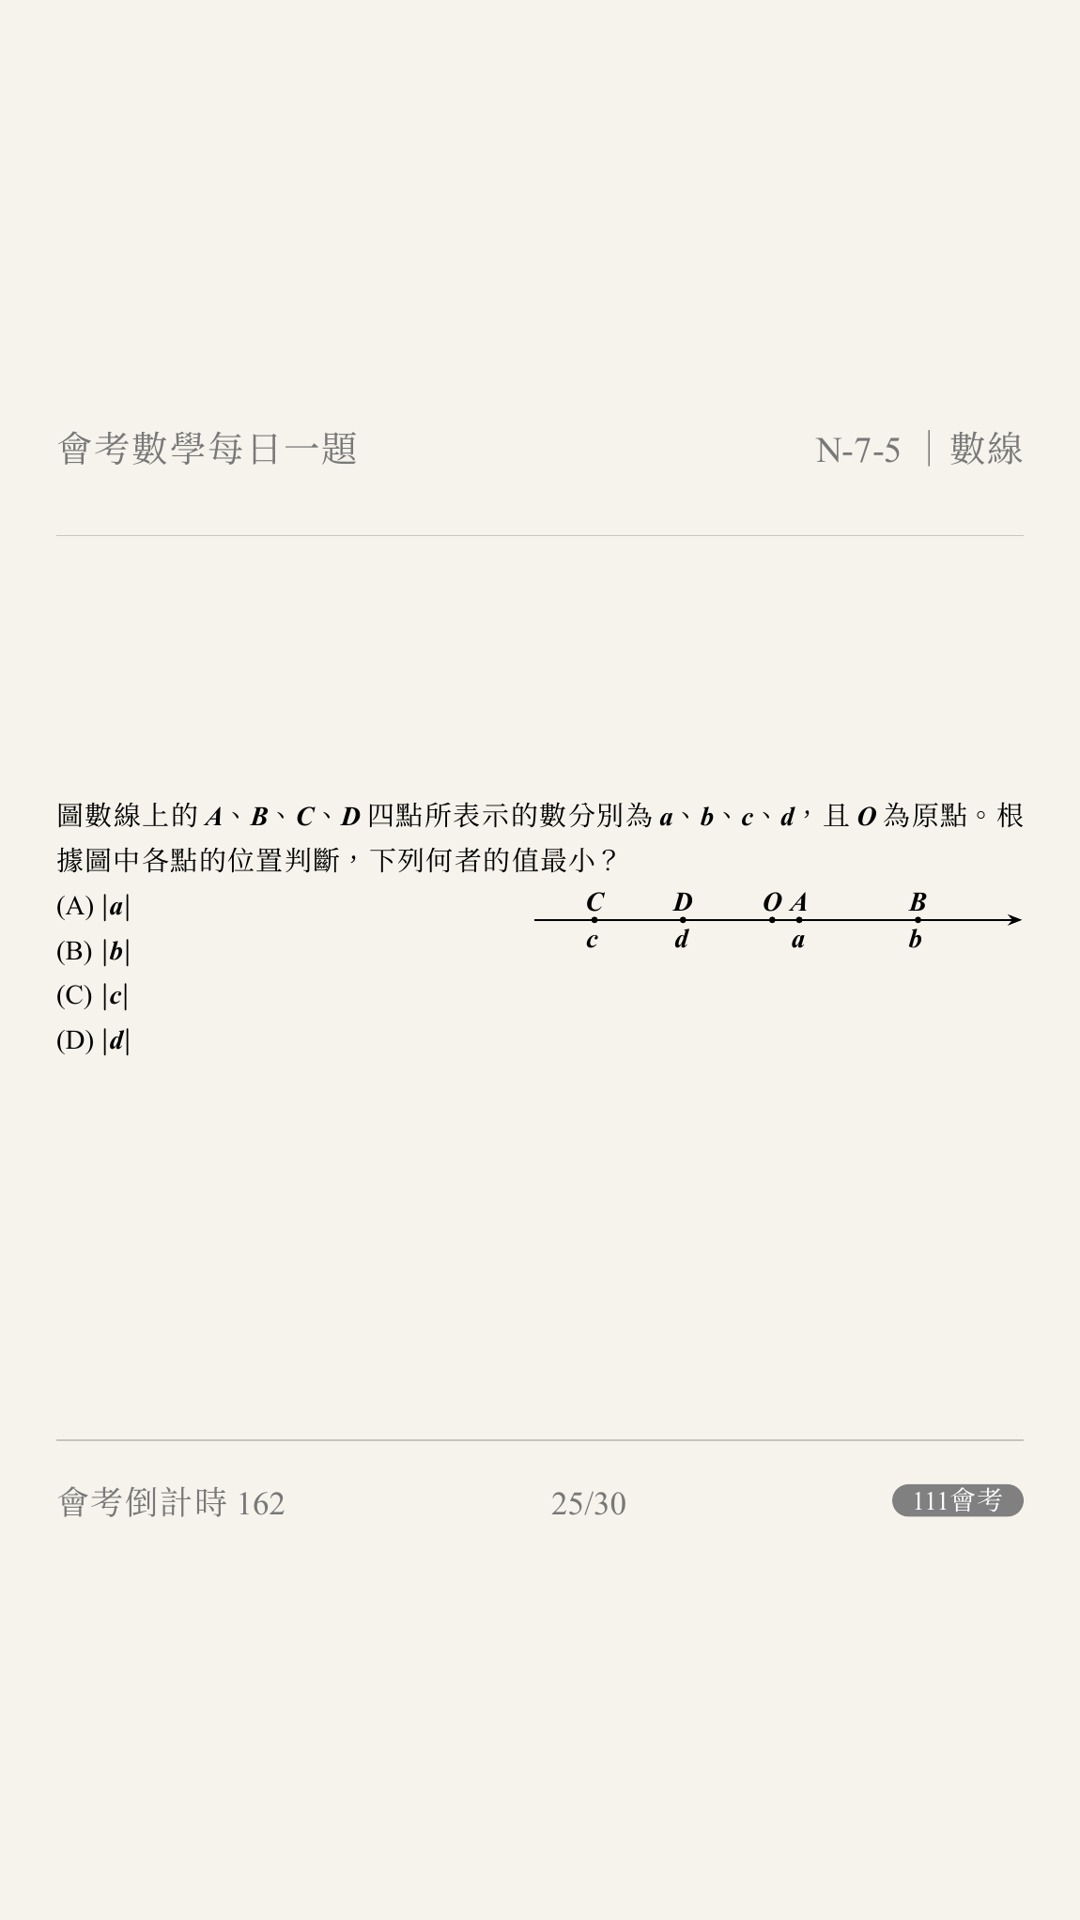 會考數學每日一題
N-7-5｜數線
圖數線上的 A、B、C、D 四點所表示的數分別為 a、b、c、d，且 O 為原點。根
據圖中各點的位置判斷，下列何者的值最小？
(A) |a|
(B) |b|
(C) |c|
(D) |d|
C D O A B
c d a b
會考倒計時 162
25/30
111會考